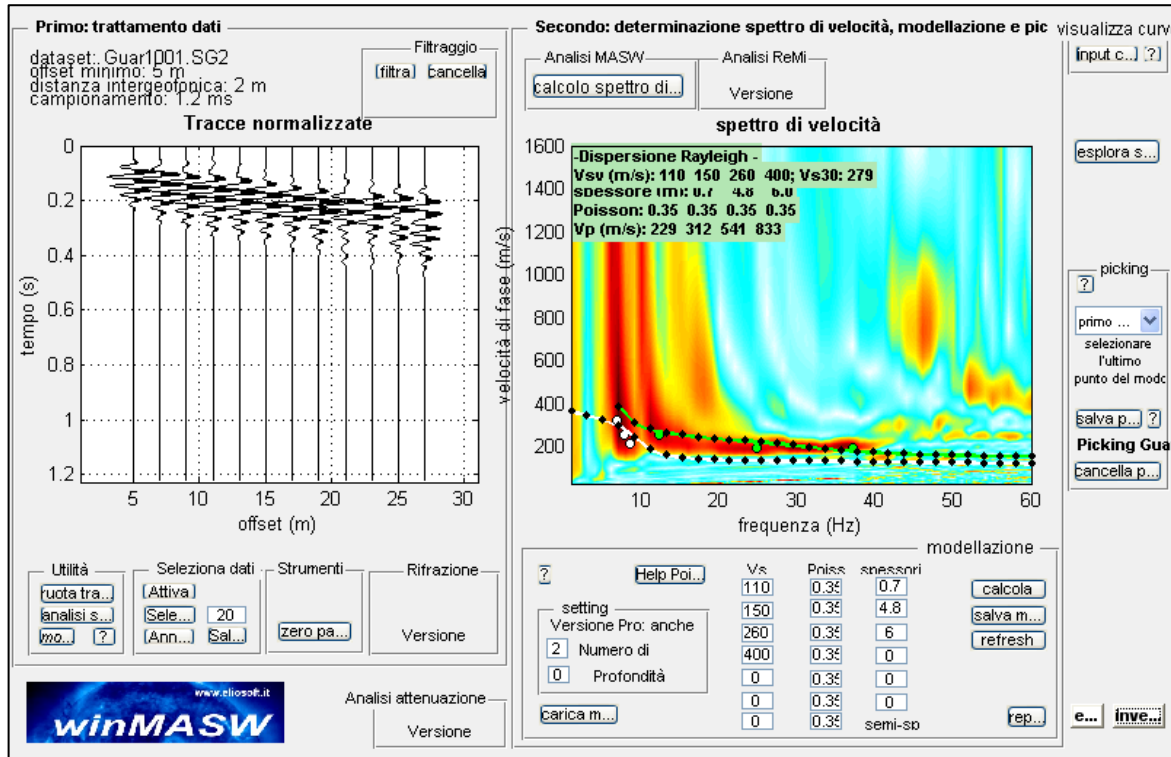 Primo: trattamento dati
dataset:. Guar1001.SG2
offset minimo: 5 m
distanza intergeofonica: 2 m
campionamento: 1.2 ms
Filtraggio
filtra cancella
Tracce normalizzate
0
0.2
0.4
0.6
0.8
1
1.2
tempo (s)
5 10 15 20 25 30
offset (m)
Utilità
ruota tra...
analisi s...
mo... ?
Seleziona dati
(Attiva)
Sele... 20
(Ann... Sal...
Strumenti
zero pa...
Rifrazione
Versione
www.eliosoft.it
winMASW
Analisi attenuazione
Versione
Secondo: determinazione spettro di velocità, modellazione e pic
Analisi MASW
calcolo spettro di...
Analisi ReMi
Versione
spettro di velocità
-Dispersione Rayleigh -
Vsv (m/s): 110 150 260 400; Vs30: 279
spessore (m): 0.7 4.8 6.0
Poisson: 0.35 0.35 0.35 0.35
Vp (m/s): 229 312 541 833
1600
1400
1200
1000
800
600
400
200
velocità di fase (m/s)
10 20 30 40 50 60
frequenza (Hz)
modellazione
? Help Poi...
setting
Versione Pro: anche
2 Numero di
0 Profondità
carica m...
Vs Poiss spessori
110 0.35 0.7
150 0.35 4.8
260 0.35 6
400 0.35 0
0 0.35 0
0 0.35 0
0 0.35 semi-sp
calcola
salva m...
refresh
rep...
visualizza curv
input c... ?
esplora s...
picking
?
primo ...
selezionare
l'ultimo
punto del modo
salva p... ?
Picking Gua
cancella p...
e... inve...